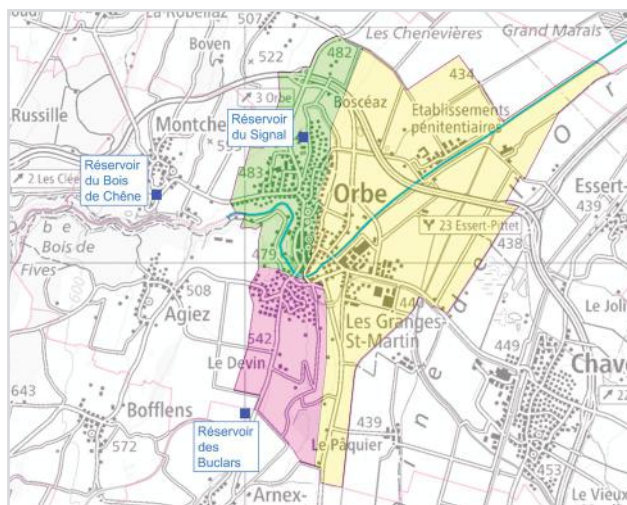 La-Robellaz
507
Les Chenevières
Grand Marais
Boven
522
482
434
3 Orbe
Boscéaz
Russille
Réservoir
du Signal
Etablissements
pénitentiaires
Montche
2 Les Clées
Réservoir
du Bois
de Chêne
483
Orbe
Essert-
439
23 Essert-Pittet
438
be
Bois de
Fives
479
600
508
Agiez
440
Les Granges-
St-Martin
Le Joli
542
449
Le Devin
Chav
22
643
Bofflens
572
Réservoir
des
Buclars
439
Le Pâquier
453
Arnex-
Le Vieux